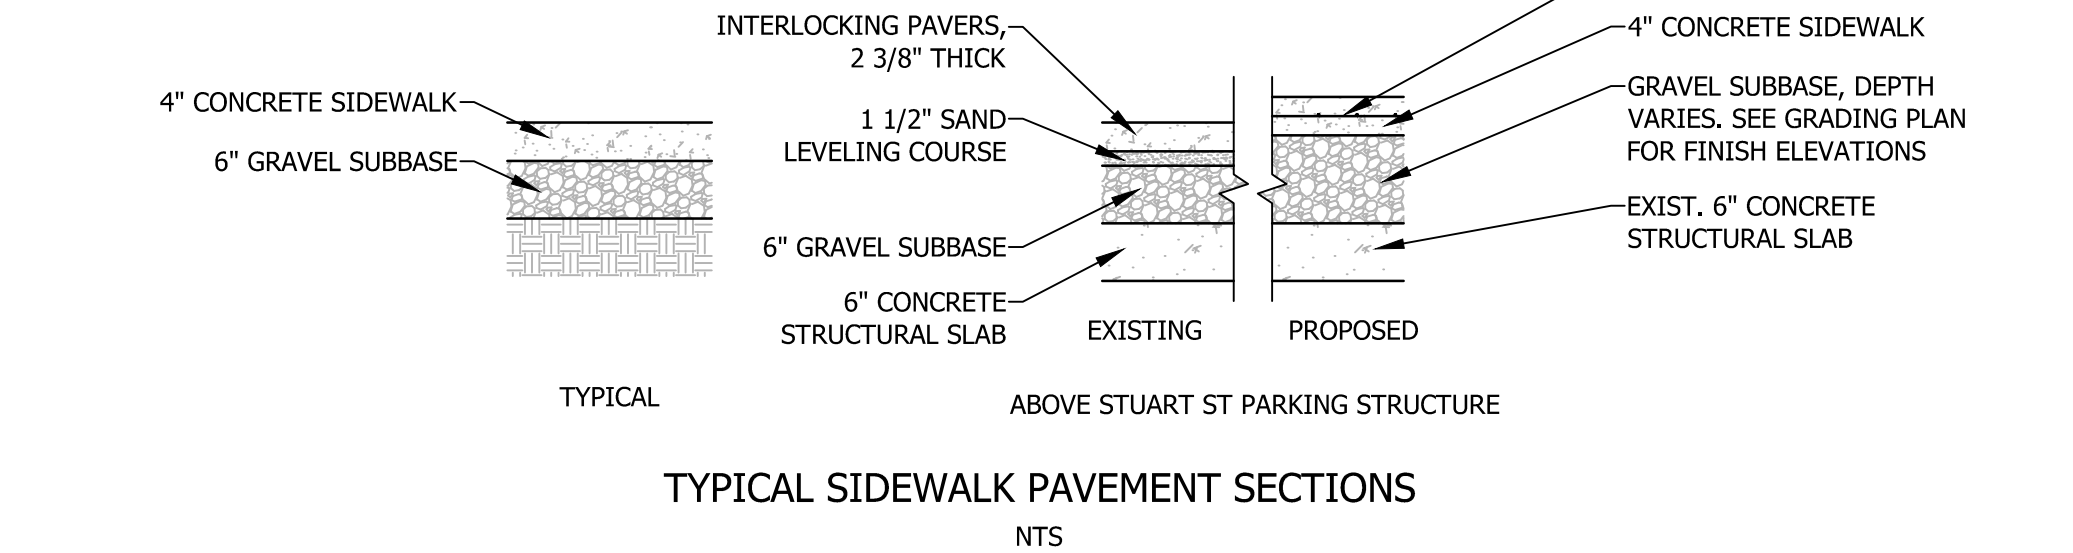 4" CONCRETE SIDEWALK
6" GRAVEL SUBBASE
TYPICAL
INTERLOCKING PAVERS,
2 3/8" THICK
1 1/2" SAND
LEVELING COURSE
6" GRAVEL SUBBASE
6" CONCRETE
STRUCTURAL SLAB
EXISTING
PROPOSED
4" CONCRETE SIDEWALK
GRAVEL SUBBASE, DEPTH
VARIES. SEE GRADING PLAN
FOR FINISH ELEVATIONS
EXIST. 6" CONCRETE
STRUCTURAL SLAB
ABOVE STUART ST PARKING STRUCTURE
TYPICAL SIDEWALK PAVEMENT SECTIONS
NTS